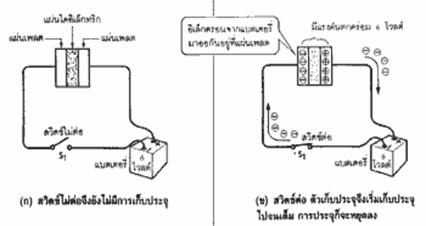 แผ่นไดอิเล็กทริก
แผ่นเพลต
แผ่นเพลต
สวิตช์ไม่ต่อ
S1
แบตเตอรี่
6
โวลต์
(ก) สวิตช์ไม่ต่อจึงยังไม่มีการเก็บประจุ
อิเล็กตรอนจากแบตเตอรี่
มาออกันอยู่ที่แผ่นเพลต
มีแรงดันตกคร่อม 6 โวลต์
สวิตช์ต่อ
S1
แบตเตอรี่
6
โวลต์
(ข) สวิตช์ต่อ ตัวเก็บประจุจึงเริ่มเก็บประจุ
ไปจนเต็ม การประจุก็จะหยุดลง